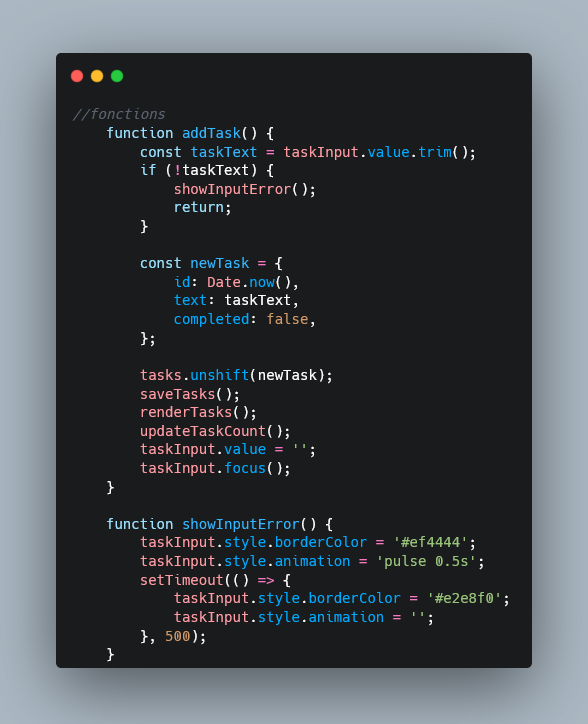 //fonctions
    function addTask() {
        const taskText = taskInput.value.trim();
        if (!taskText) {
            showInputError();
            return;
        }

        const newTask = {
            id: Date.now(),
            text: taskText,
            completed: false,
        };

        tasks.unshift(newTask);
        saveTasks();
        renderTasks();
        updateTaskCount();
        taskInput.value = '';
        taskInput.focus();
    }

    function showInputError() {
        taskInput.style.borderColor = '#ef4444';
        taskInput.style.animation = 'pulse 0.5s';
        setTimeout(() => {
            taskInput.style.borderColor = '#e2e8f0';
            taskInput.style.animation = '';
        }, 500);
    }